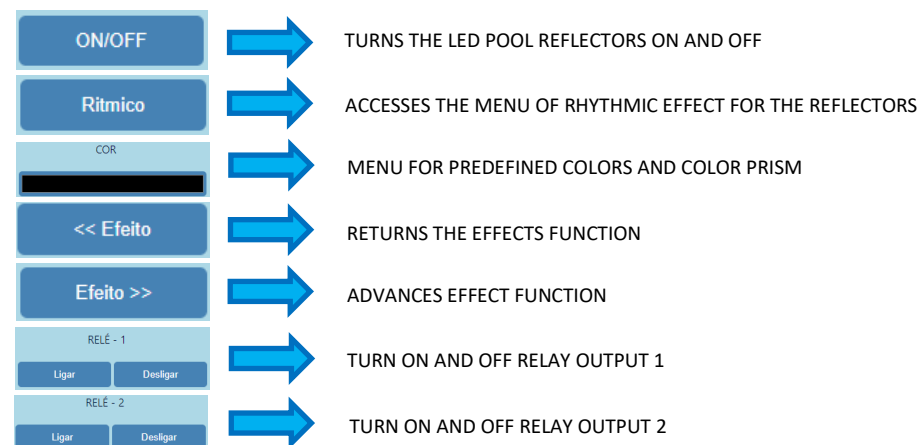 ON/OFF
TURNS THE LED POOL REFLECTORS ON AND OFF
Ritmico
ACCESSES THE MENU OF RHYTHMIC EFFECT FOR THE REFLECTORS
COR
MENU FOR PREDEFINED COLORS AND COLOR PRISM
<< Efeito
RETURNS THE EFFECTS FUNCTION
Efeito >>
ADVANCES EFFECT FUNCTION
RELÉ - 1
Ligar Desligar
TURN ON AND OFF RELAY OUTPUT 1
RELÉ - 2
Ligar Desligar
TURN ON AND OFF RELAY OUTPUT 2